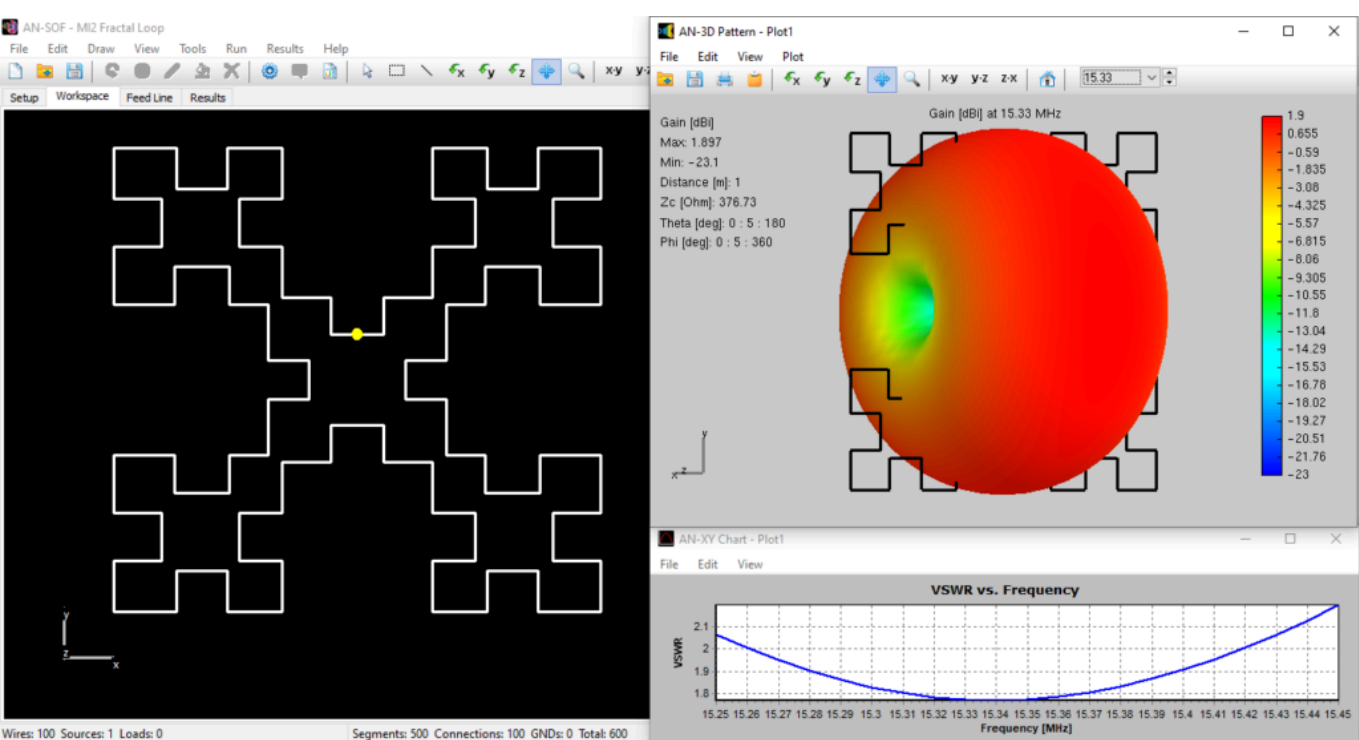 AN-SOF - MI2 Fractal Loop
File Edit Draw View Tools Run Results Help
x y z x-y y-z
Setup Workspace Feed Line Results
y
z
x
Wires: 100 Sources: 1 Loads: 0 Segments: 500 Connections: 100 GNDs: 0 Total: 600
AN-3D Pattern - Plot1
File Edit View Plot
x y z x-y y-z z-x 15.33
Gain [dBi] at 15.33 MHz
Gain [dBi]
Max: 1.897
Min: -23.1
Distance [m]: 1
Zc [Ohm]: 376.73
Theta [deg]: 0 : 5 : 180
Phi [deg]: 0 : 5 : 360
1.9
0.655
-0.59
-1.835
-3.08
-4.325
-5.57
-6.815
-8.06
-9.305
-10.55
-11.8
-13.04
-14.29
-15.53
-16.78
-18.02
-19.27
-20.51
-21.76
-23
y
x z
AN-XY Chart - Plot1
File Edit View
VSWR vs. Frequency
VSWR
2.1
2
1.9
1.8
15.25 15.26 15.27 15.28 15.29 15.3 15.31 15.32 15.33 15.34 15.35 15.36 15.37 15.38 15.39 15.4 15.41 15.42 15.43 15.44 15.45
Frequency [MHz]